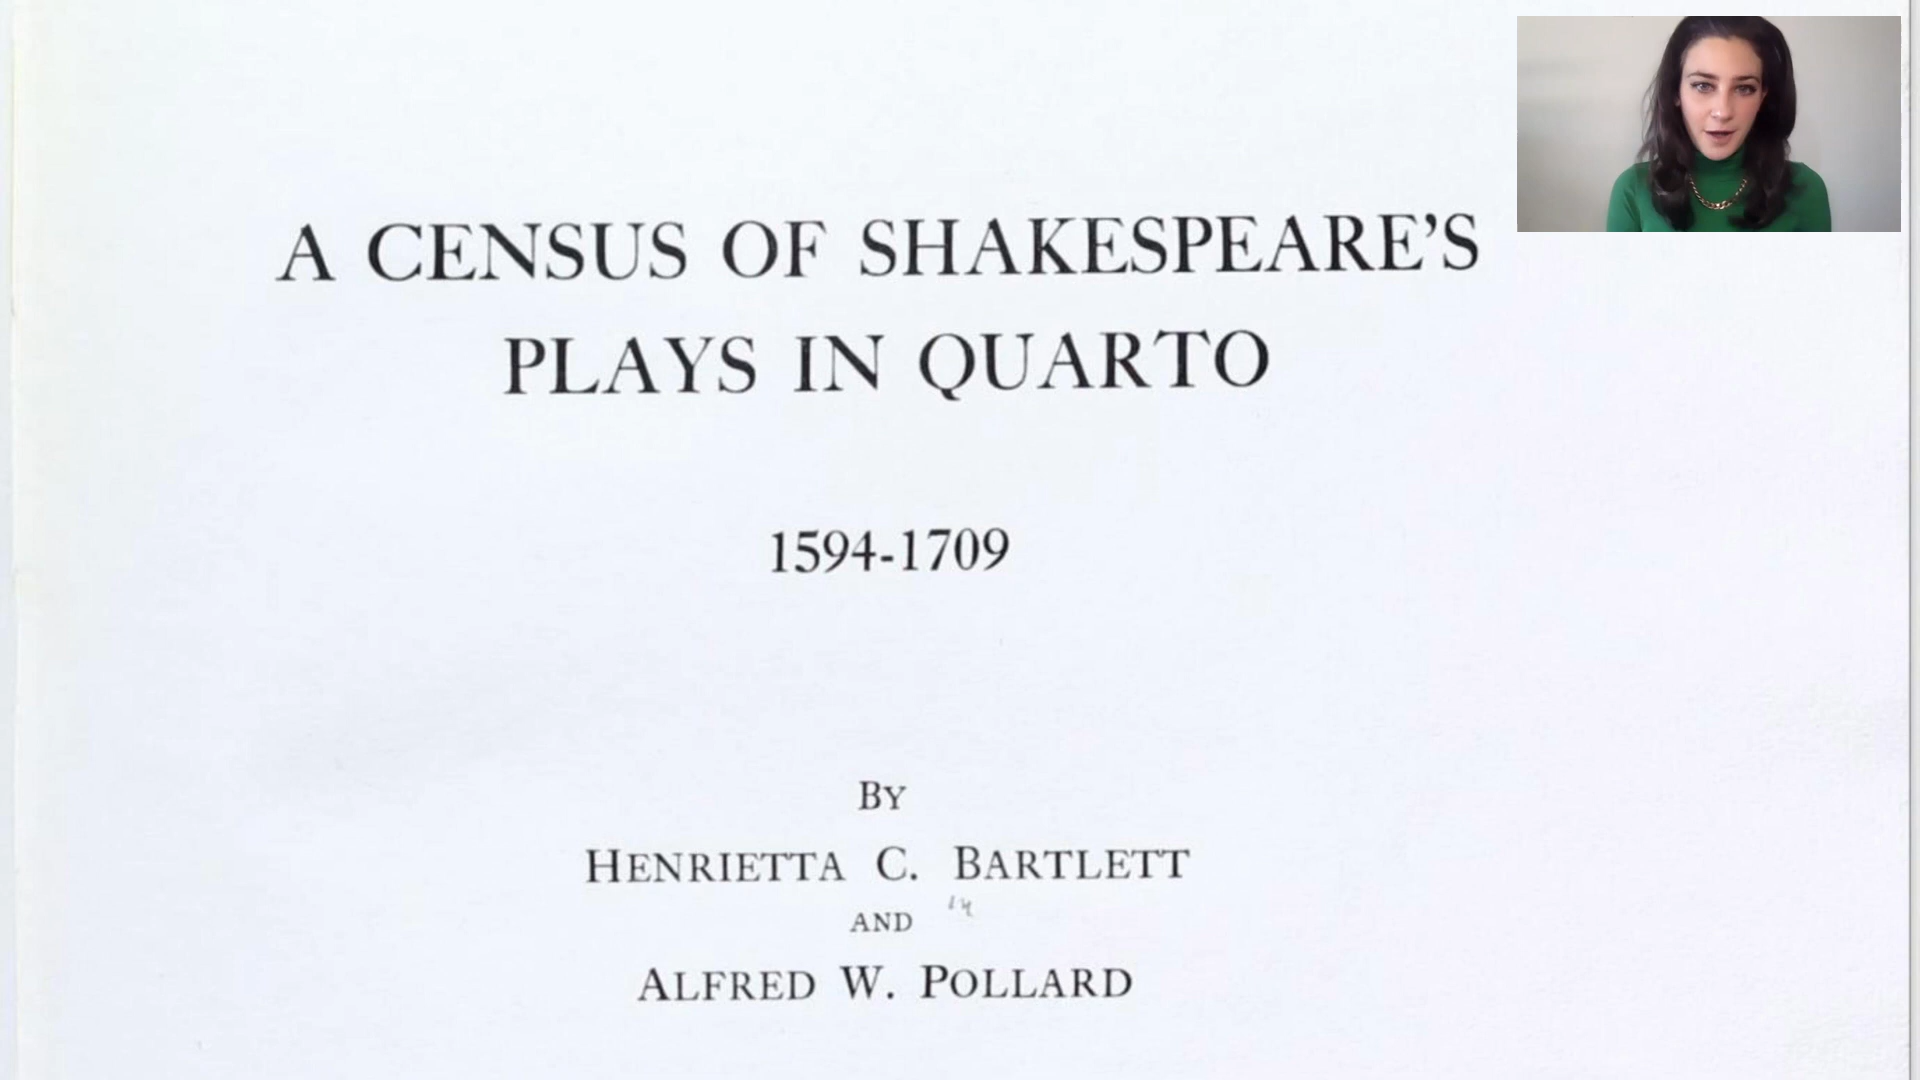 A CENSUS OF SHAKESPEARE'S
PLAYS IN QUARTO
1594-1709
BY
HENRIETTA C. BARTLETT
AND
ALFRED W. POLLARD